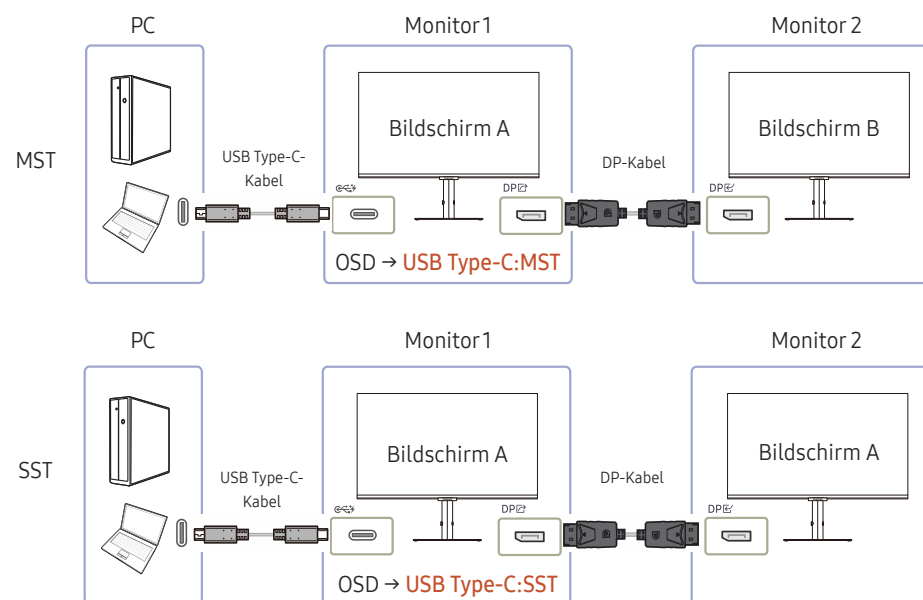 PC
Monitor 1
Monitor 2
MST
USB Type-C-
Kabel
Bildschirm A
DP
OSD → USB Type-C:MST
DP-Kabel
Bildschirm B
DP
PC
Monitor 1
Monitor 2
SST
USB Type-C-
Kabel
Bildschirm A
DP
OSD → USB Type-C:SST
DP-Kabel
Bildschirm A
DP